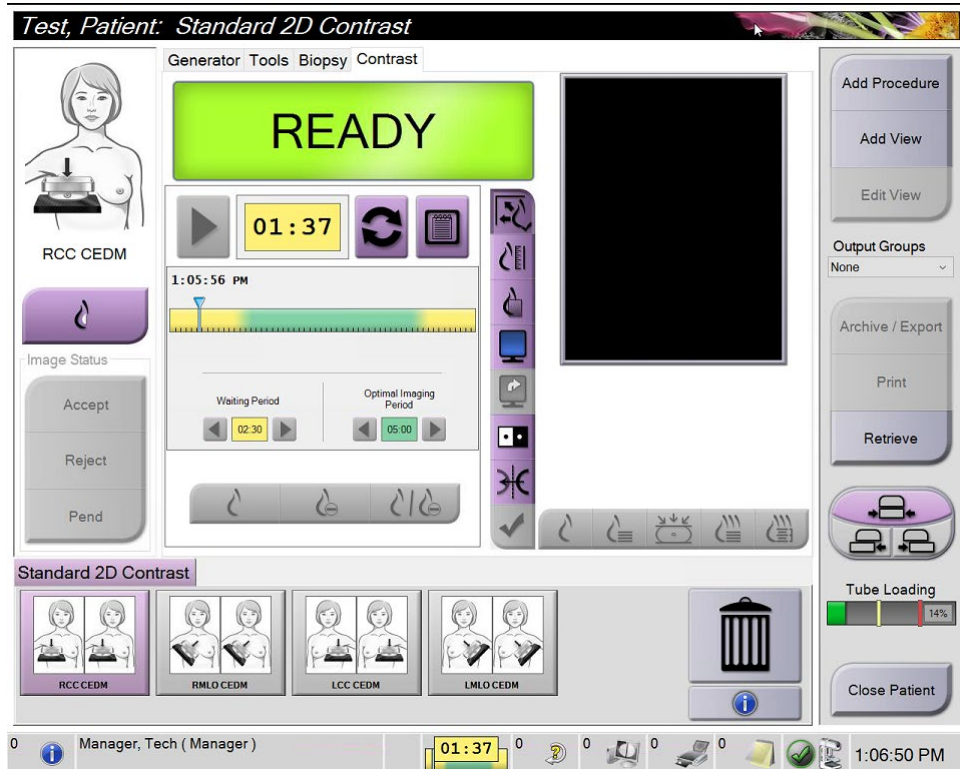 Test, Patient: Standard 2D Contrast
Generator Tools Biopsy Contrast
READY
RCC CEDM
01:37
1:05:56 PM
Waiting Period
Optimal Imaging
Period
02:30
05:00
Image Status
Accept
Reject
Pend
Add Procedure
Add View
Edit View
Output Groups
None
Archive / Export
Print
Retrieve
Tube Loading
14%
Close Patient
Standard 2D Contrast
RCC CEDM
RMLO CEDM
LCC CEDM
LMLO CEDM
0 Manager, Tech ( Manager ) 01:37 0 0 0 0 1:06:50 PM